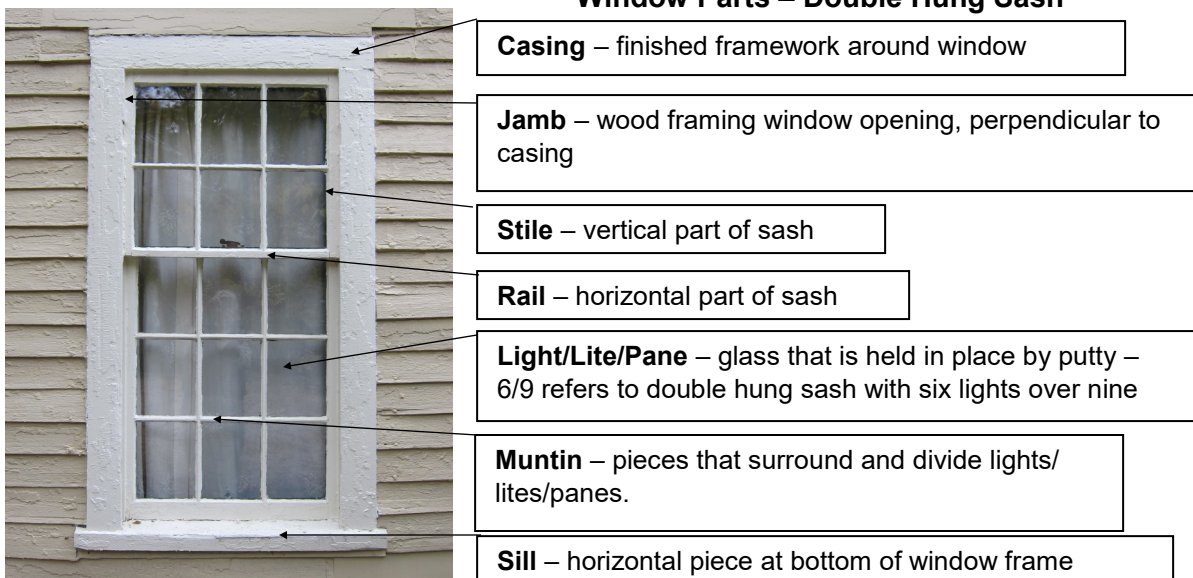 Window Parts – Double Hung Sash
Casing – finished framework around window
Jamb – wood framing window opening, perpendicular to
casing
Stile – vertical part of sash
Rail – horizontal part of sash
Light/Lite/Pane – glass that is held in place by putty –
6/9 refers to double hung sash with six lights over nine
Muntin – pieces that surround and divide lights/
lites/panes.
Sill – horizontal piece at bottom of window frame